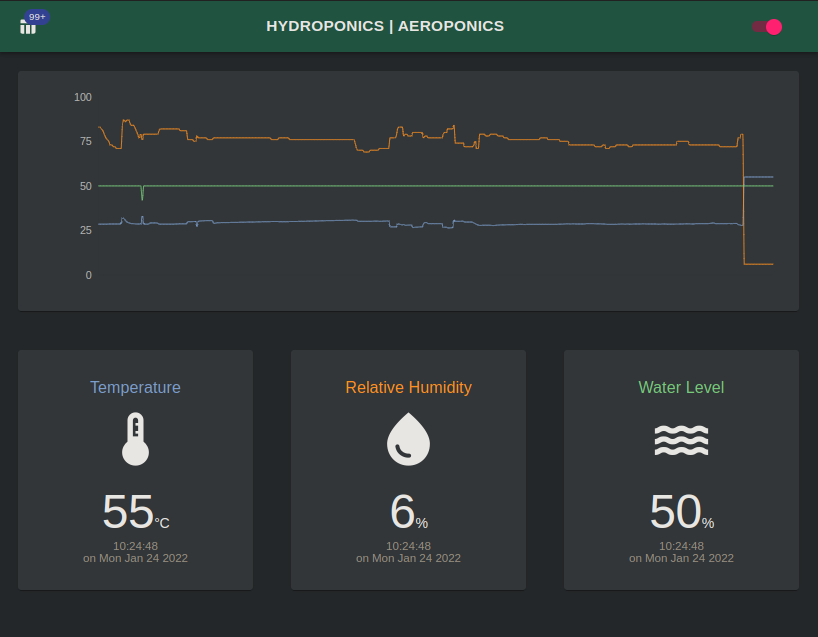 99+
HYDROPONICS | AEROPONICS
100
75
50
25
0
Temperature
55°C
10:24:48
on Mon Jan 24 2022
Relative Humidity
6%
10:24:48
on Mon Jan 24 2022
Water Level
50%
10:24:48
on Mon Jan 24 2022